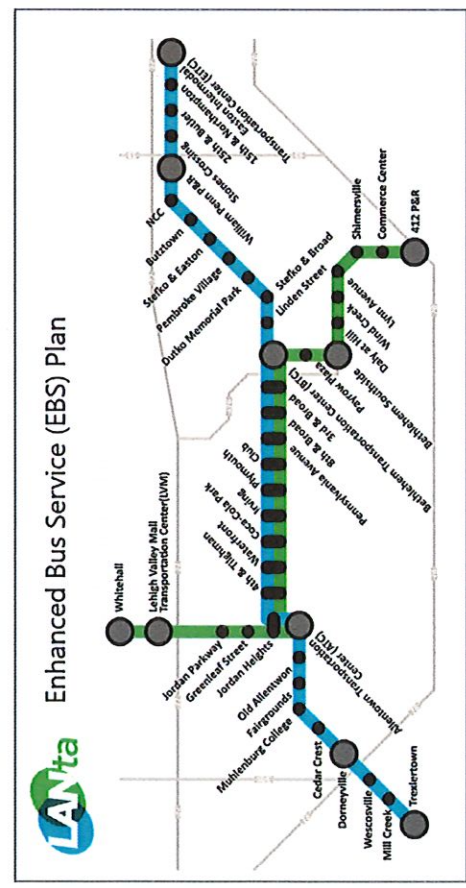 LANta
Enhanced Bus Service (EBS) Plan
Whitehall
Lehigh Valley Mall
Transportation Center(LVM)
Jordan Parkway
Greenleaf Street
Jordan Heights
4th & Tilghman
Waterfront
Coca-Cola Park
Irving
Plymouth
Club
Dutko Memorial Park
Pembroke Village
Stefko & Easton
Butztown
NCC
William Penn P&R
Stones Crossing
25th & Butler
15th & Northampton
Easton Intermodal
Transportation Center (EITC)
Stefko & Broad
Linden Street
Shimersville
Commerce Center
412 P&R
Lynn Avenue
Wind Creek
Daly at Hill
Bethlehem Southside
Payrow Plaza
Bethlehem Transportation Center (BTC)
3rd & Broad
8th & Broad
Pennsylvania Avenue
Old Allentwon
Fairgrounds
Muhlenburg College
Allentown Transportation
Center (ATC)
Cedar Crest
Dorneyville
Wescosville
Mill Creek
Trexlertown